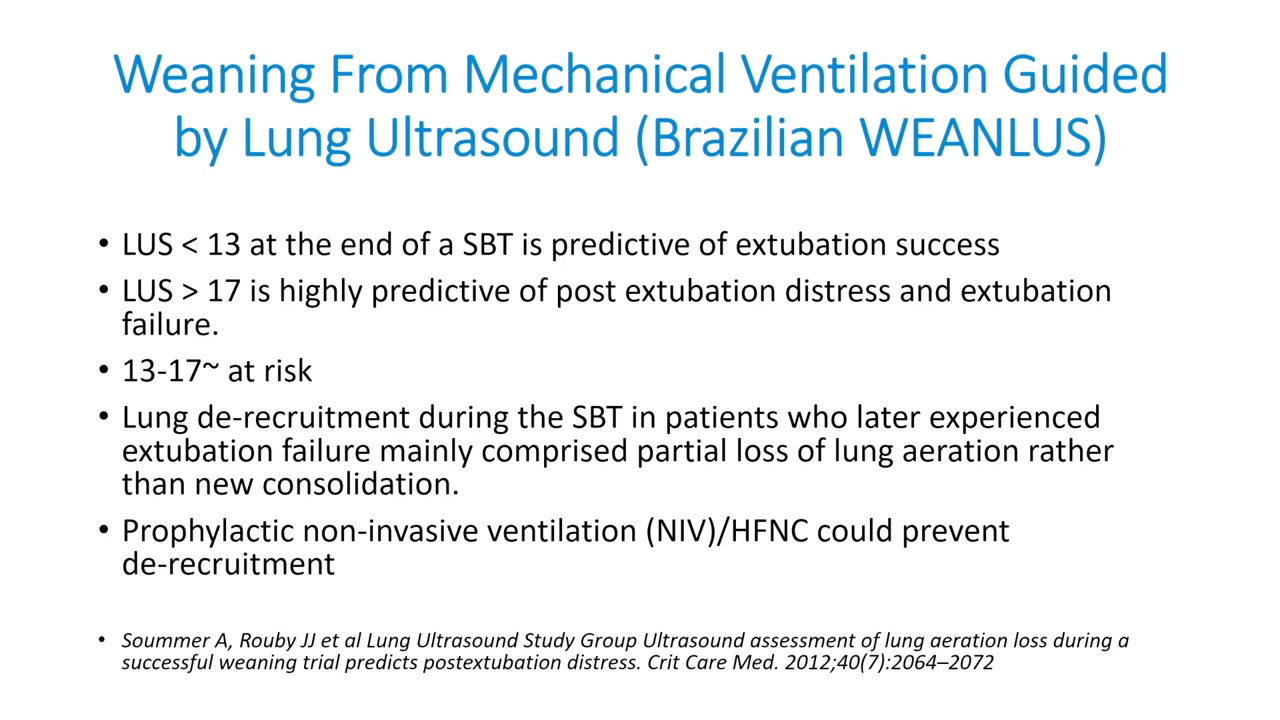 Weaning From Mechanical Ventilation Guided
by Lung Ultrasound (Brazilian WEANLUS)
• LUS < 13 at the end of a SBT is predictive of extubation success
• LUS > 17 is highly predictive of post extubation distress and extubation
failure.
• 13-17~ at risk
• Lung de-recruitment during the SBT in patients who later experienced
extubation failure mainly comprised partial loss of lung aeration rather
than new consolidation.
• Prophylactic non-invasive ventilation (NIV)/HFNC could prevent
de-recruitment
• Soummer A, Rouby JJ et al Lung Ultrasound Study Group Ultrasound assessment of lung aeration loss during a
successful weaning trial predicts postextubation distress. Crit Care Med. 2012;40(7):2064–2072